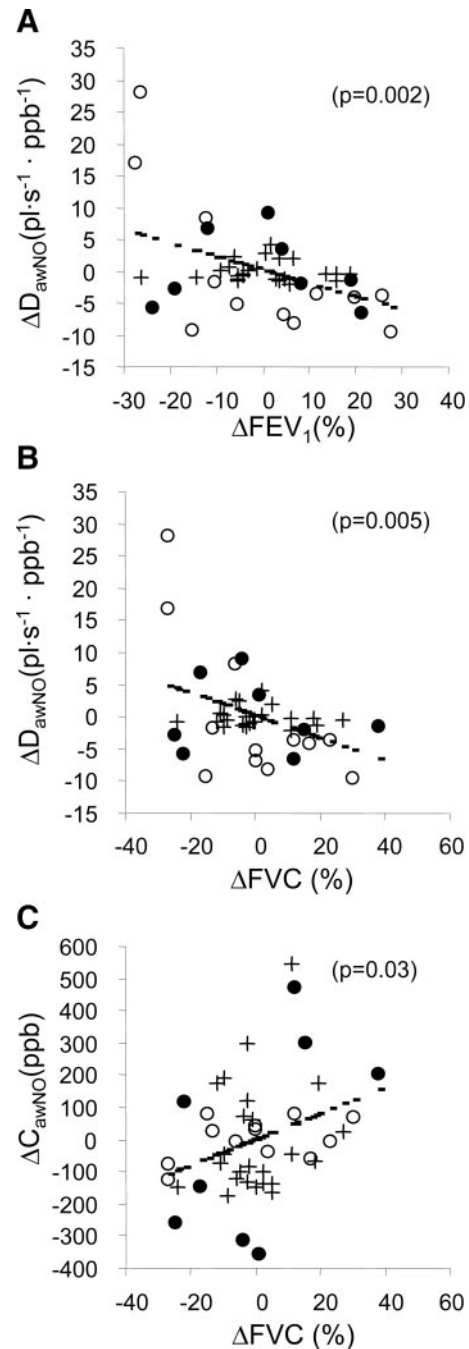 A
35
30
25
20
15
10
5
0
-5
-10
-15
ΔD_awNO(pl·s⁻¹ · ppb⁻¹)
(p=0.002)
-30 -20 -10 0 10 20 30 40
ΔFEV₁(%)
B
35
30
25
20
15
10
5
0
-5
-10
-15
ΔD_awNO(pl·s⁻¹ · ppb⁻¹)
(p=0.005)
-40 -20 0 20 40 60
ΔFVC (%)
C
600
500
400
300
200
100
0
-100
-200
-300
-400
ΔC_awNO(ppb)
(p=0.03)
-40 -20 0 20 40 60
ΔFVC (%)